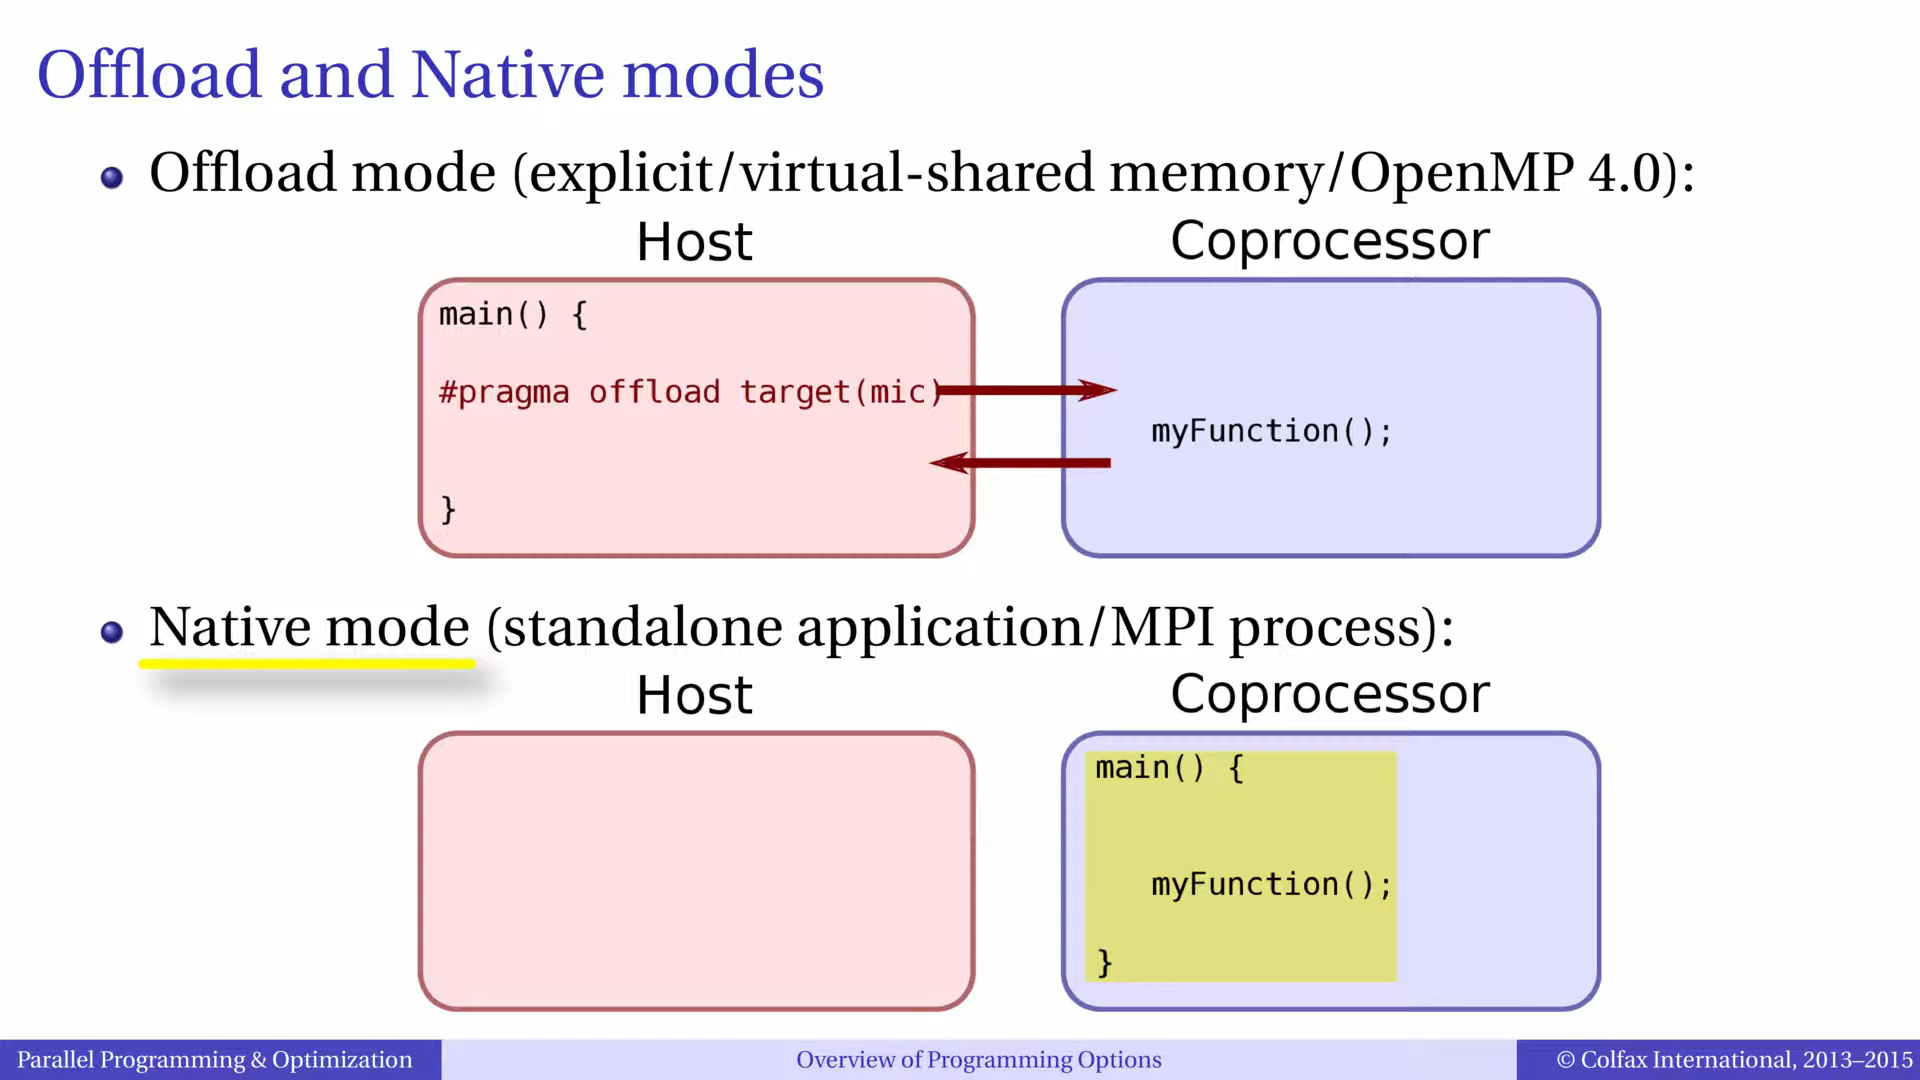 Offload and Native modes
Offload mode (explicit/virtual-shared memory/OpenMP 4.0):
Host
Coprocessor
main() {
#pragma offload target(mic)
}
myFunction();
Native mode (standalone application/MPI process):
Host
Coprocessor
main() {
myFunction();
}
Parallel Programming & Optimization
Overview of Programming Options
© Colfax International, 2013–2015